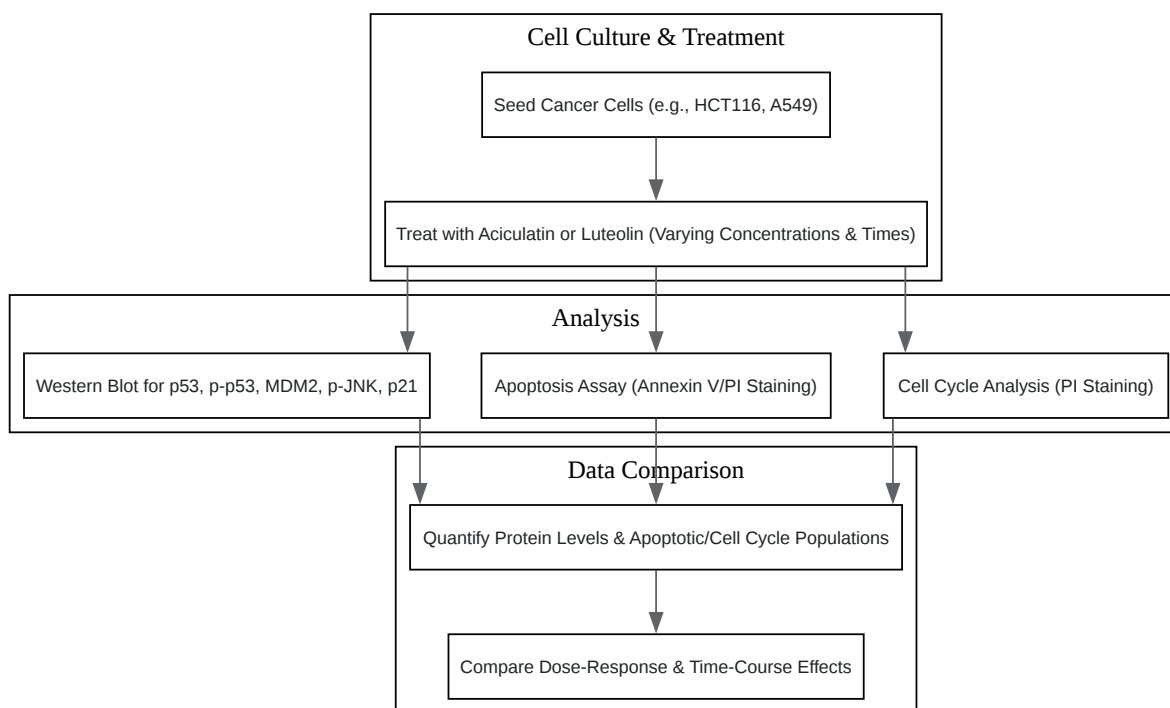 Cell Culture & Treatment
Seed Cancer Cells (e.g., HCT116, A549)
Treat with Aciculatin or Luteolin (Varying Concentrations & Times)
Analysis
Western Blot for p53, p-p53, MDM2, p-JNK, p21
Apoptosis Assay (Annexin V/PI Staining)
Cell Cycle Analysis (PI Staining)
Data Comparison
Quantify Protein Levels & Apoptotic/Cell Cycle Populations
Compare Dose-Response & Time-Course Effects